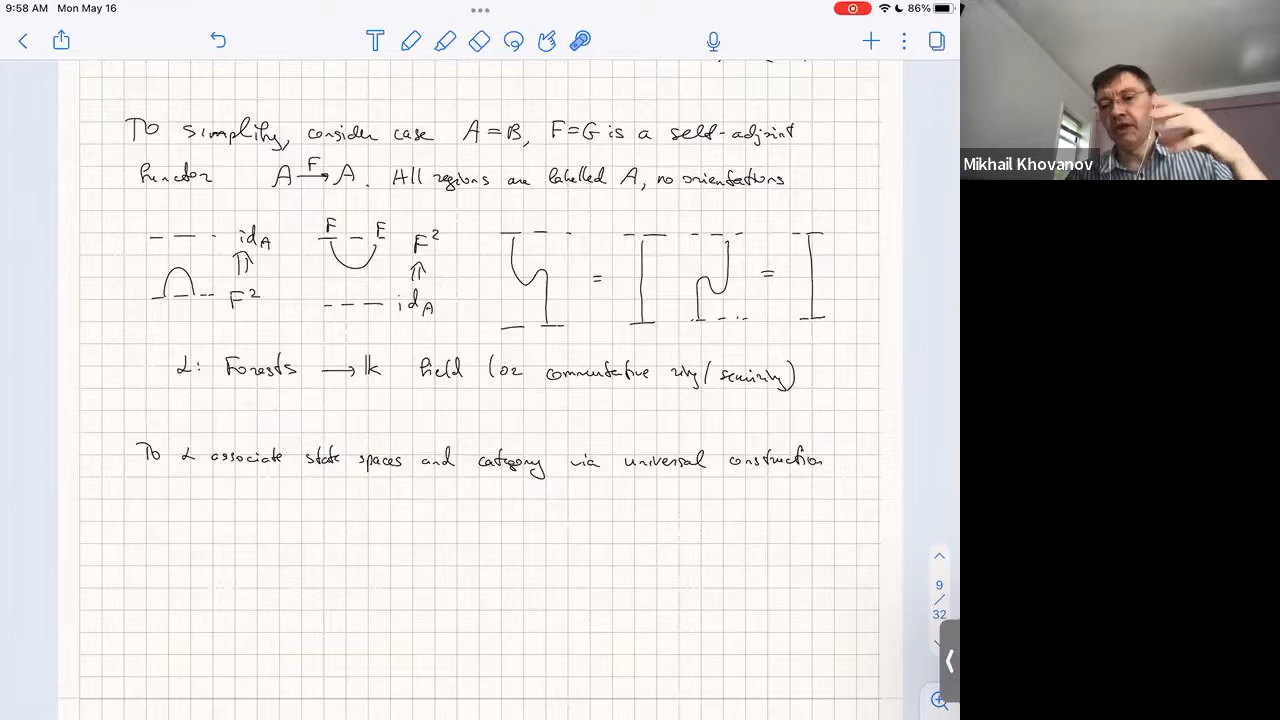 9:58 AM Mon May 16
86%
To simplify, consider case A=B, F=G is a self-adjoint
functor A F→ A. All regions are labelled A, no orientations
id_A F F F²
F² id_A = =
α: Forests → 𝕜 field (or commutative ring/semiring)
To α associate state spaces and category via universal construction
9
/
32
Mikhail Khovanov